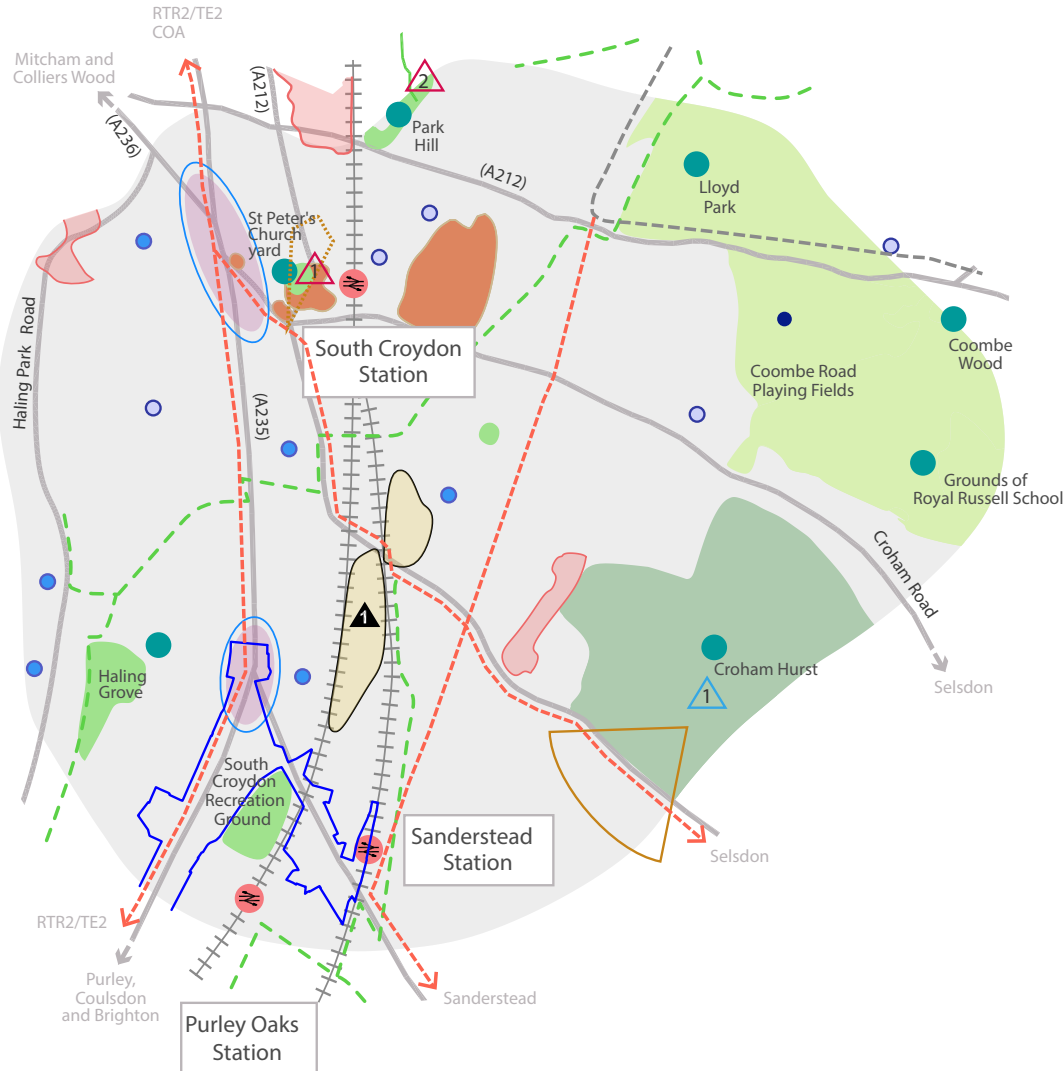 RTR2/TE2
COA
Mitcham and
Colliers Wood
(A236)
(A212)
2
Park
Hill
(A212)
Lloyd
Park
St Peter's
Church
yard
1
Haling Park Road
South Croydon
Station
Coombe Road
Playing Fields
Coombe
Wood
(A235)
Grounds of
Royal Russell School
Croham Road
1
Haling
Grove
Croham Hurst
1
Selsdon
South
Croydon
Recreation
Ground
Sanderstead
Station
Selsdon
RTR2/TE2
Purley,
Coulsdon
and Brighton
Sanderstead
Purley Oaks
Station